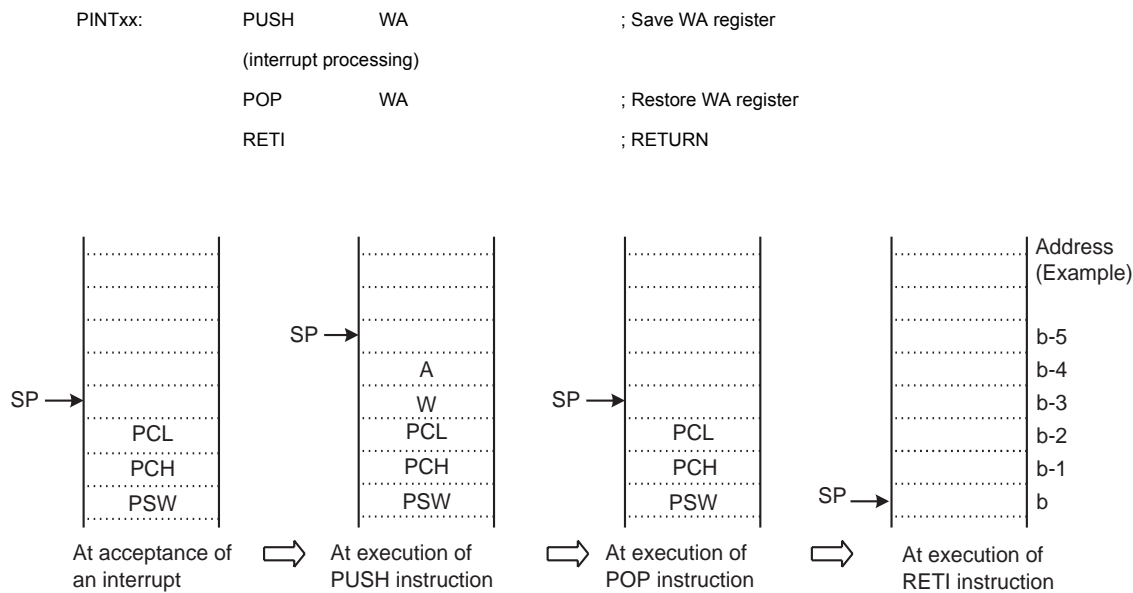 PINTxx: PUSH WA ; Save WA register
(interrupt processing)
POP WA ; Restore WA register
RETI ; RETURN
Address
(Example)
SP
b-5
A
b-4
SP
W
SP
b-3
PCL
PCL
PCL
b-2
PCH
PCH
PCH
b-1
PSW
PSW
PSW
SP
b
At acceptance of
an interrupt
At execution of
PUSH instruction
At execution of
POP instruction
At execution of
RETI instruction